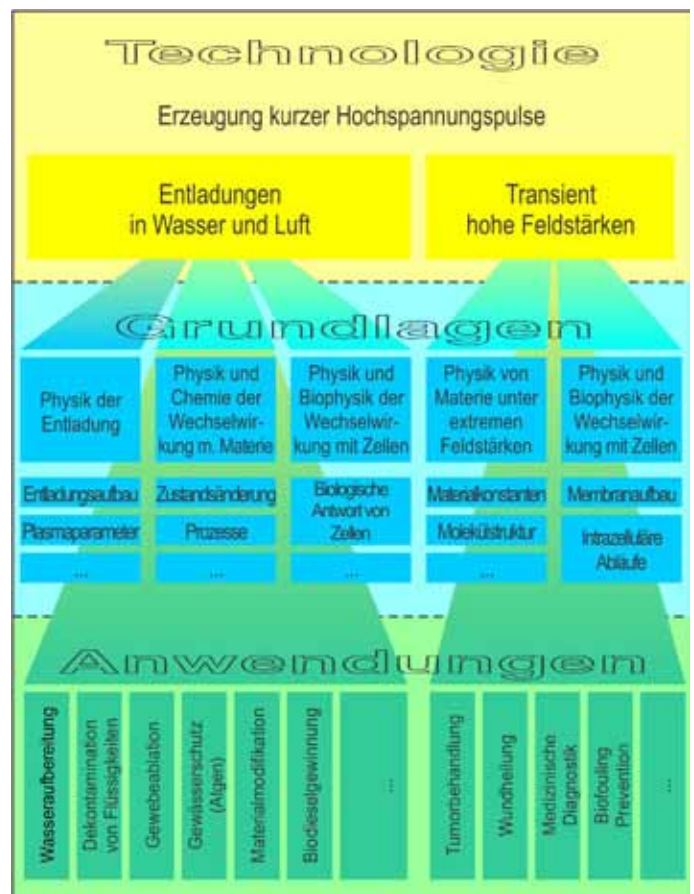 Technologie
Erzeugung kurzer Hochspannungspulse
Entladungen
in Wasser und Luft
Transient
hohe Feldstärken
Grundlagen
Physik der
Entladung
Physik und
Chemie der
Wechselwir-
kung m. Materie
Physik und
Biophysik der
Wechselwir-
kung mit Zellen
Physik von
Materie unter
extremen
Feldstärken
Physik und
Biophysik der
Wechselwir-
kung mit Zellen
Entladungsaufbau
Zustandsänderung
Biologische
Antwort von
Zellen
Materialkonstanten
Membranaufbau
Plasmaparameter
Prozesse
Molekülstruktur
Intrazelluläre
Abläufe
...
...
...
...
Anwendungen
Wasseraufbereitung
Dekontamination
von Flüssigkeiten
Gewebeablation
Gewässerschutz
(Algen)
Materialmodifikation
Biodieselgewinnung
...
Tumorbehandlung
Wundheilung
Medizinische
Diagnostik
Biofouling
Prevention
...